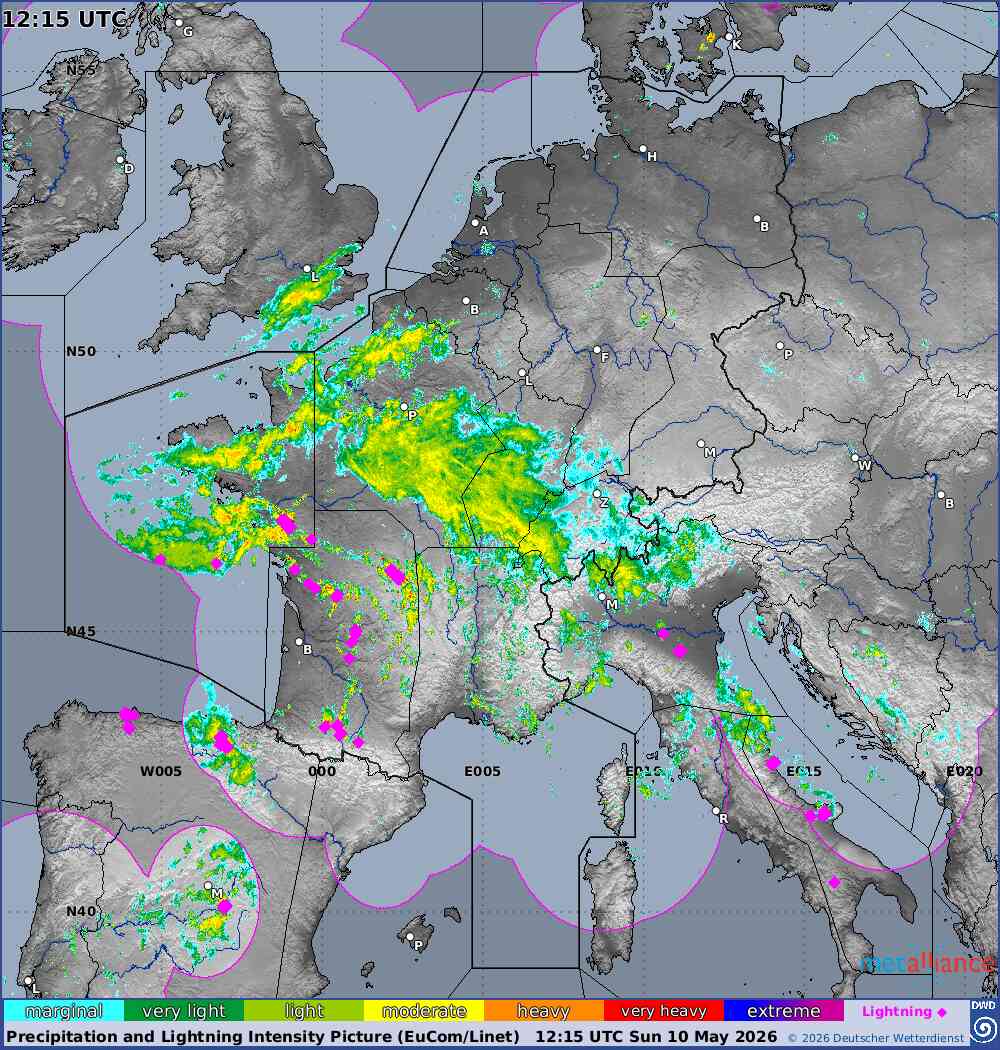 12:15 UTC
G
K
N55
H
D
B
A
L
B
N50
P
F
L
P
M
W
Z
B
M
N45
B
W005
000
E005
E010
E015
E020
R
M
N40
P
L
metalliance
marginal
very light
light
moderate
heavy
very heavy
extreme
Lightning ◆
DWD
Precipitation and Lightning Intensity Picture (EuCom/Linet) 12:15 UTC Sun 10 May 2026 © 2026 Deutscher Wetterdienst